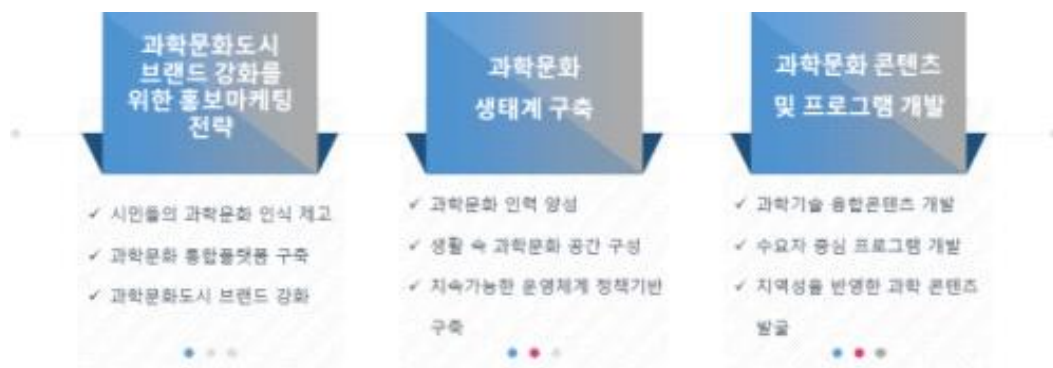 과학문화도시
브랜드 강화를
위한 홍보마케팅
전략
✓ 시민들의 과학문화 인식 제고
✓ 과학문화 통합플랫폼 구축
✓ 과학문화도시 브랜드 강화
과학문화
생태계 구축
✓ 과학문화 인력 양성
✓ 생활 속 과학문화 공간 구성
✓ 지속가능한 운영체계 정책기반
구축
과학문화 콘텐츠
및 프로그램 개발
✓ 과학기술 융합콘텐츠 개발
✓ 수요자 중심 프로그램 개발
✓ 지역성을 반영한 과학 콘텐츠
발굴